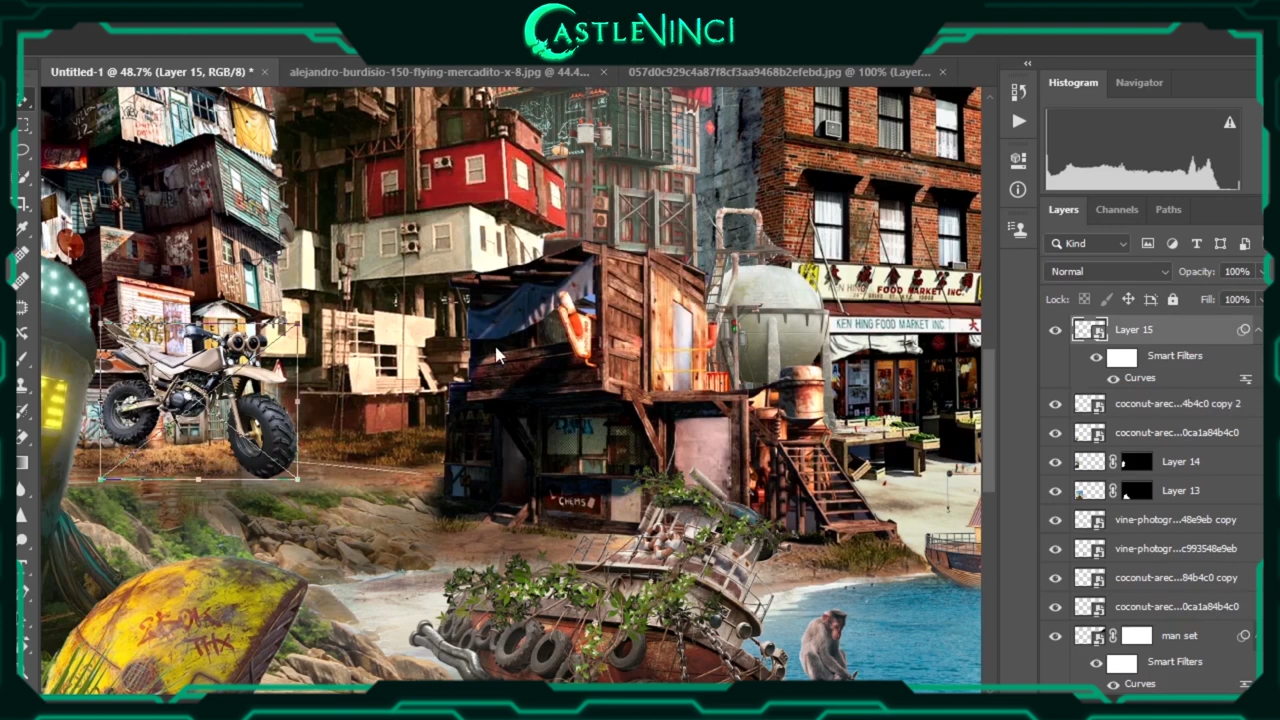 CASTLEVINCI
Untitled-1 @ 48.7% (Layer 15, RGB/8) * ×
alejandro-burdisio-150-flying-mercadito-x-8.jpg @ 44.4... ×
057d0c929c4a87f8cf3aa9468b2efebd.jpg @ 100% (Layer... ×
Histogram
Navigator
Layers
Channels
Paths
Kind
Normal
Opacity: 100%
Lock:
Fill: 100%
Layer 15
Smart Filters
Curves
coconut-arec...4b4c0 copy 2
coconut-arec...0ca1a84b4c0
Layer 14
Layer 13
vine-photogr...48e9eb copy
vine-photogr...c993548e9eb
coconut-arec...84b4c0 copy
coconut-arec...0ca1a84b4c0
man set
Smart Filters
Curves
FOOD MARKET INC.
KEN HING FOOD MARKET INC.
CHEMS
THX